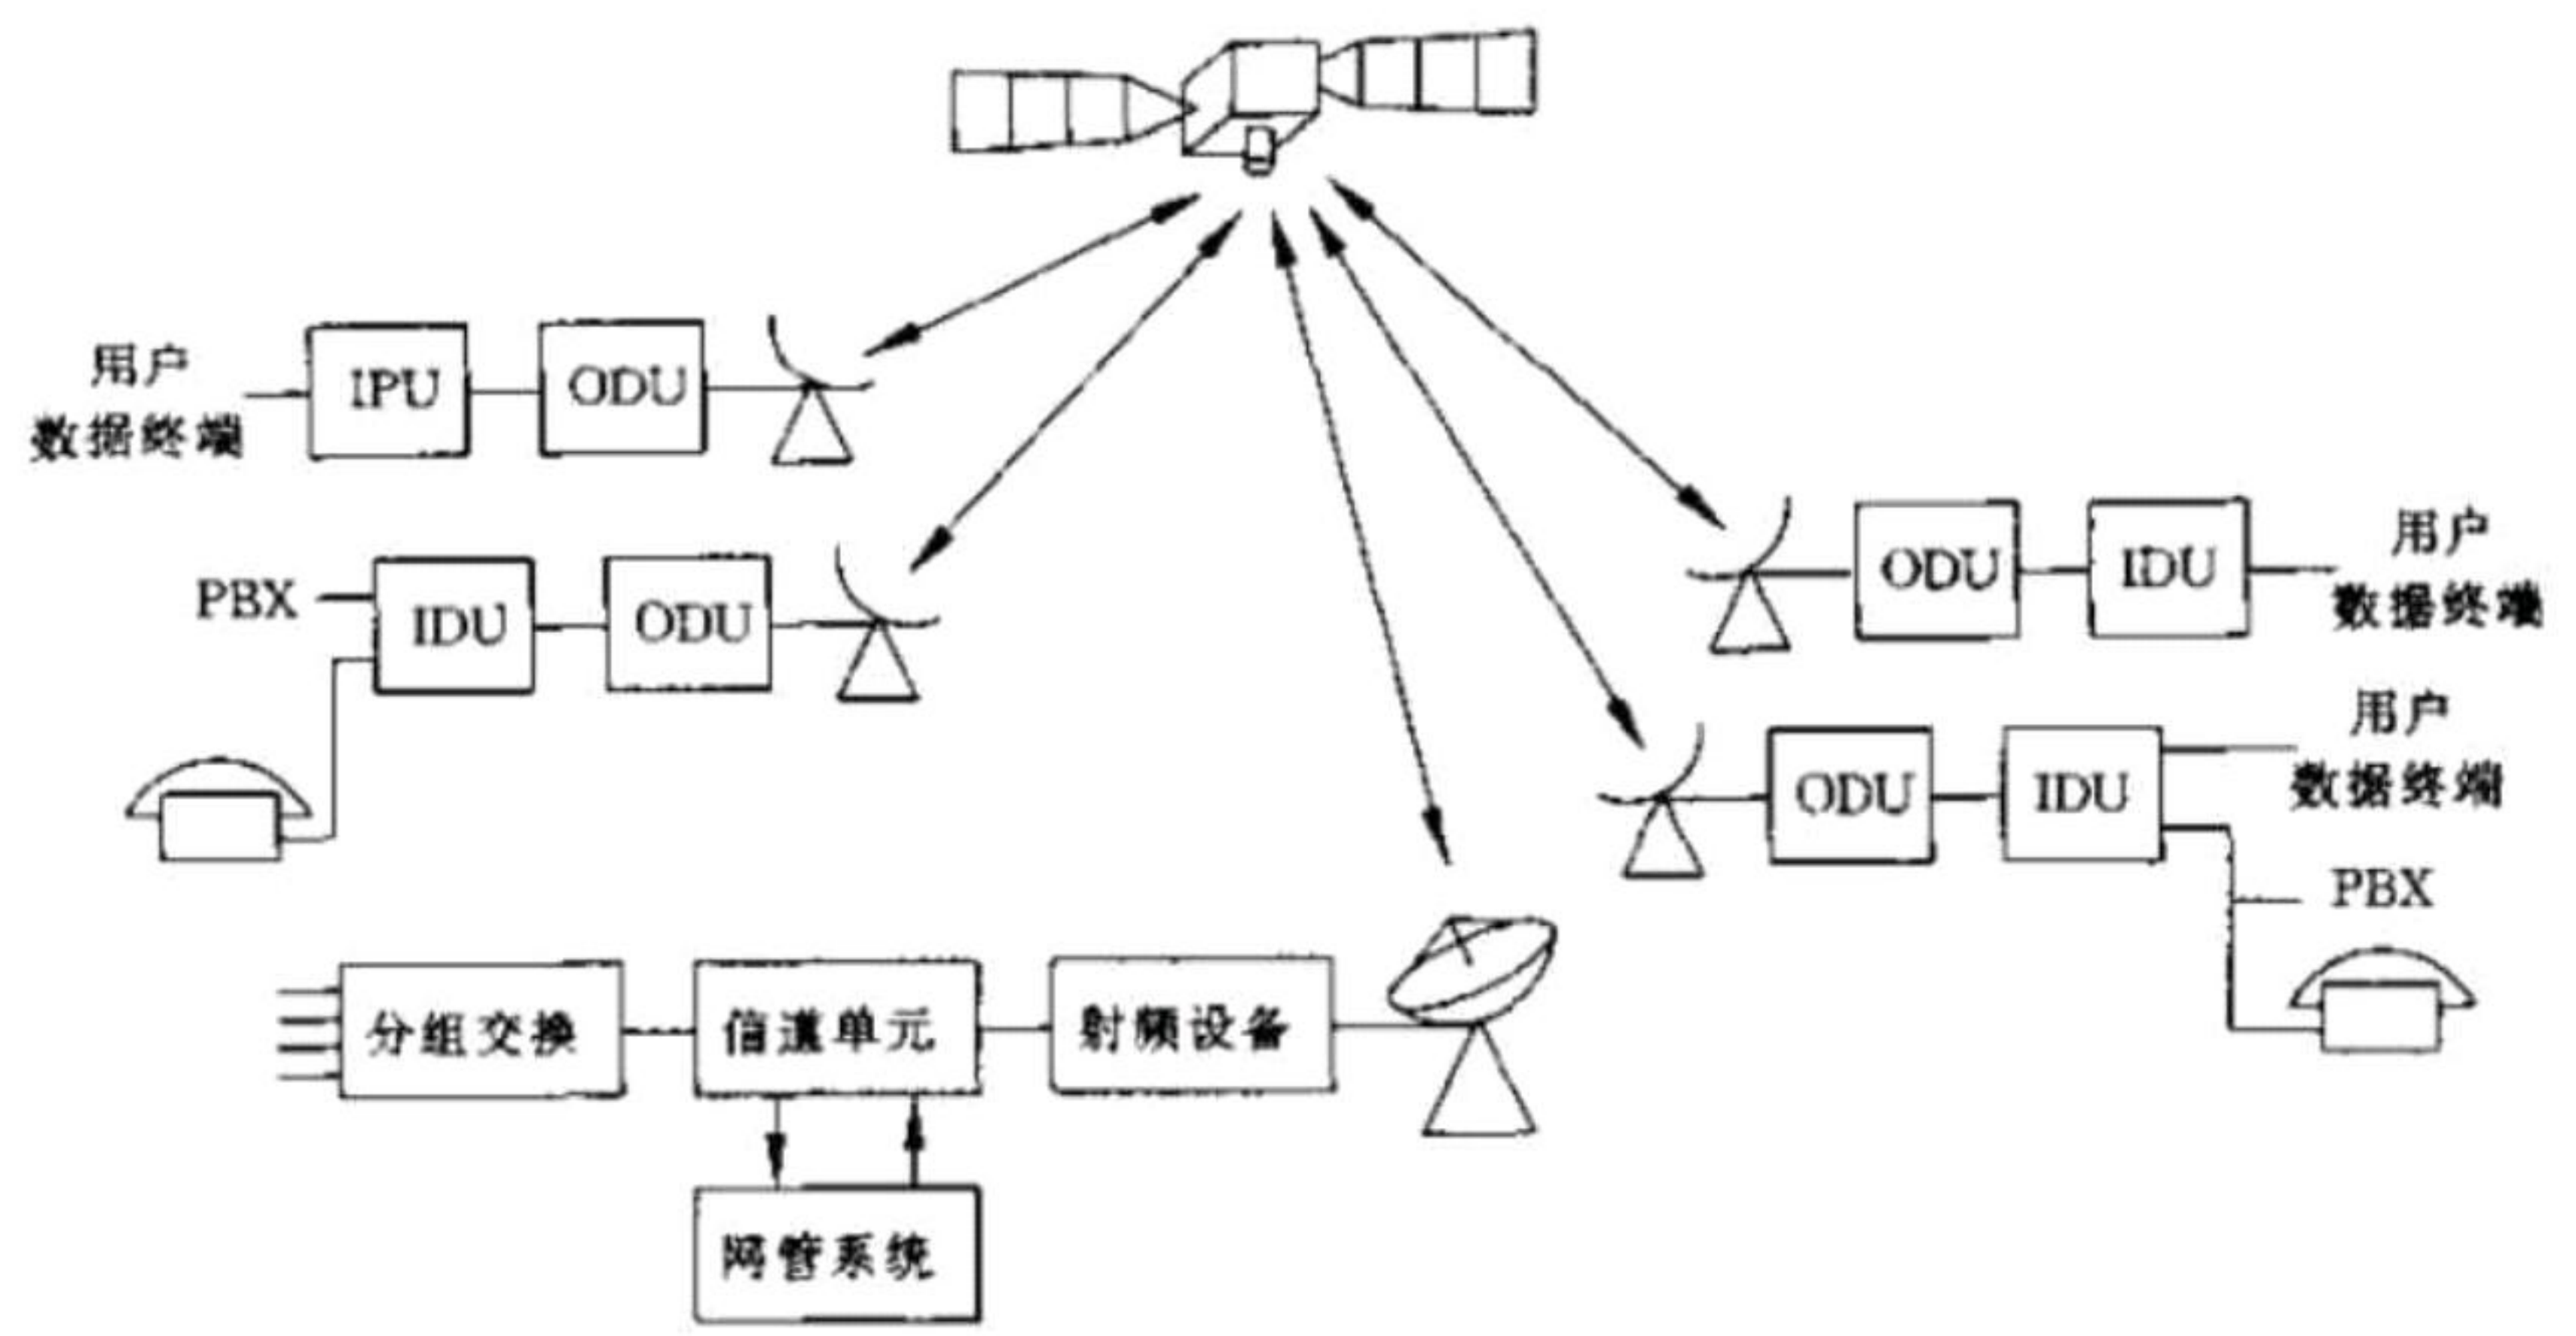 用户
数据终端
IPU
ODU
PBX
IDU
ODU
ODU
IDU
用户
数据终端
ODU
IDU
用户
数据终端
PBX
分组交换
信道单元
射频设备
网管系统